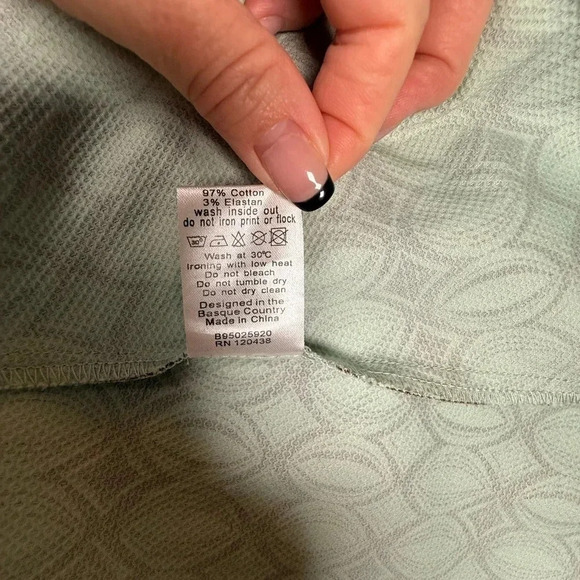 97% Cotton
3% Elastan
wash inside out
do not iron print or flock
30°
Wash at 30°C
Ironing with low heat
Do not bleach
Do not tumble dry
Do not dry clean
Designed in the
Basque Country
Made in China
B95025920
RN 120438